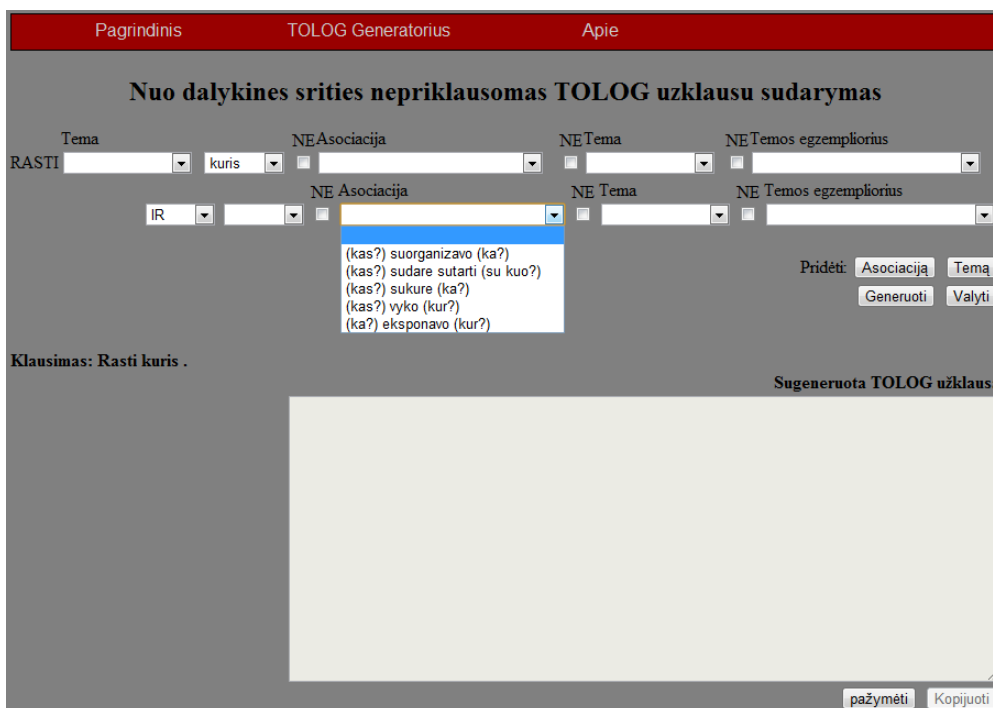 Pagrindinis TOLOG Generatorius Apie
Nuo dalykines srities nepriklausomas TOLOG uzklausu sudarymas
Tema NE Asociacija NE Tema NE Temos egzempliorius
RASTI kuris
NE Asociacija NE Tema NE Temos egzempliorius
IR
(kas?) suorganizavo (ka?)
(kas?) sudare sutarti (su kuo?)
(kas?) sukure (ka?)
(kas?) vyko (kur?)
(ka?) eksponavo (kur?)
Pridėti: Asociaciją Temą
Generuoti Valyti
Klausimas: Rasti kuris .
Sugeneruota TOLOG užklaus
pažymėti Kopijuoti